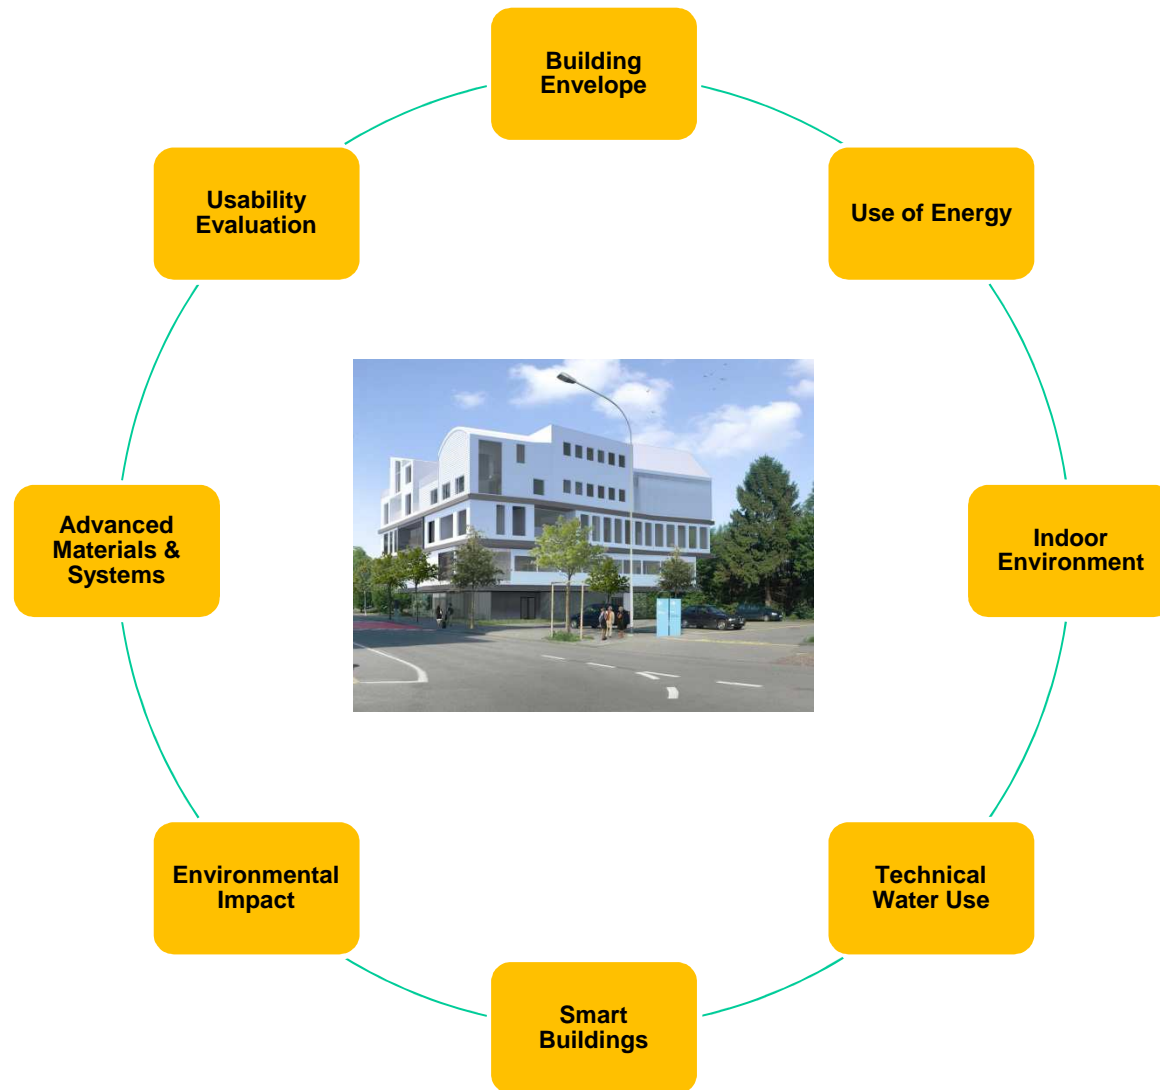 Building
Envelope
Use of Energy
Indoor
Environment
Technical
Water Use
Smart
Buildings
Environmental
Impact
Advanced
Materials &
Systems
Usability
Evaluation